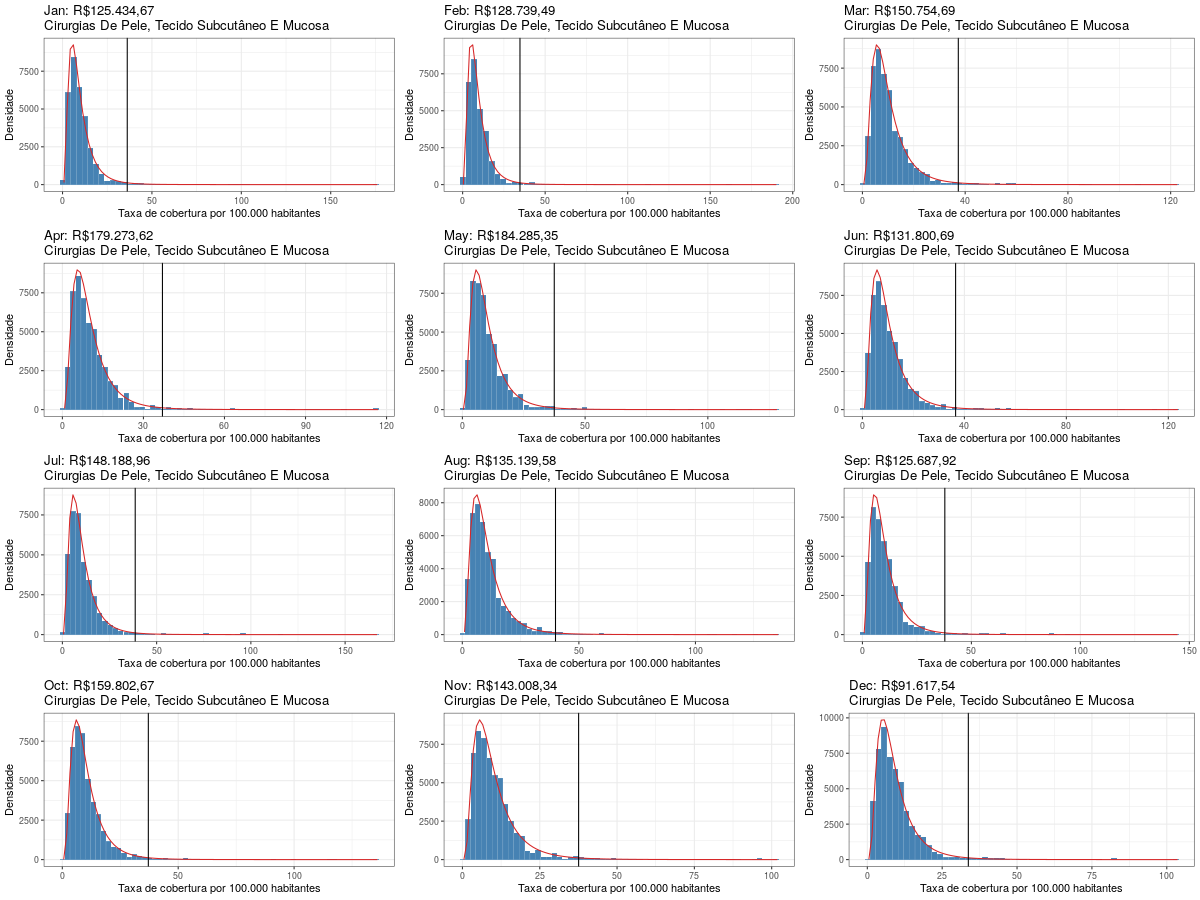 Jan: R$125.434,67
Cirurgias De Pele, Tecido Subcutâneo E Mucosa
Densidade
7500
5000
2500
0
0 50 100 150
Taxa de cobertura por 100.000 habitantes
Feb: R$128.739,49
Cirurgias De Pele, Tecido Subcutâneo E Mucosa
Densidade
7500
5000
2500
0
0 50 100 150 200
Taxa de cobertura por 100.000 habitantes
Mar: R$150.754,69
Cirurgias De Pele, Tecido Subcutâneo E Mucosa
Densidade
7500
5000
2500
0
0 40 80 120
Taxa de cobertura por 100.000 habitantes
Apr: R$179.273,62
Cirurgias De Pele, Tecido Subcutâneo E Mucosa
Densidade
7500
5000
2500
0
0 30 60 90 120
Taxa de cobertura por 100.000 habitantes
May: R$184.285,35
Cirurgias De Pele, Tecido Subcutâneo E Mucosa
Densidade
7500
5000
2500
0
0 50 100
Taxa de cobertura por 100.000 habitantes
Jun: R$131.800,69
Cirurgias De Pele, Tecido Subcutâneo E Mucosa
Densidade
7500
5000
2500
0
0 40 80 120
Taxa de cobertura por 100.000 habitantes
Jul: R$148.188,96
Cirurgias De Pele, Tecido Subcutâneo E Mucosa
Densidade
7500
5000
2500
0
0 50 100 150
Taxa de cobertura por 100.000 habitantes
Aug: R$135.139,58
Cirurgias De Pele, Tecido Subcutâneo E Mucosa
Densidade
8000
6000
4000
2000
0
0 50 100
Taxa de cobertura por 100.000 habitantes
Sep: R$125.687,92
Cirurgias De Pele, Tecido Subcutâneo E Mucosa
Densidade
7500
5000
2500
0
0 50 100 150
Taxa de cobertura por 100.000 habitantes
Oct: R$159.802,67
Cirurgias De Pele, Tecido Subcutâneo E Mucosa
Densidade
7500
5000
2500
0
0 50 100
Taxa de cobertura por 100.000 habitantes
Nov: R$143.008,34
Cirurgias De Pele, Tecido Subcutâneo E Mucosa
Densidade
7500
5000
2500
0
0 25 50 75 100
Taxa de cobertura por 100.000 habitantes
Dec: R$91.617,54
Cirurgias De Pele, Tecido Subcutâneo E Mucosa
Densidade
10000
7500
5000
2500
0
0 25 50 75 100
Taxa de cobertura por 100.000 habitantes